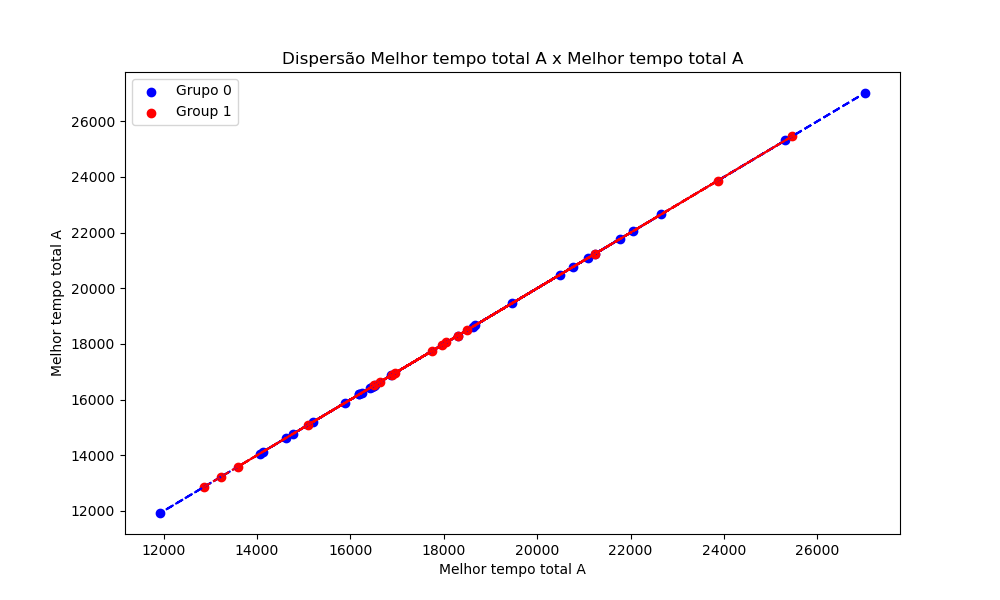 Dispersão Melhor tempo total A x Melhor tempo total A
Grupo 0
Group 1
26000
24000
22000
20000
18000
16000
14000
12000
Melhor tempo total A
12000 14000 16000 18000 20000 22000 24000 26000
Melhor tempo total A